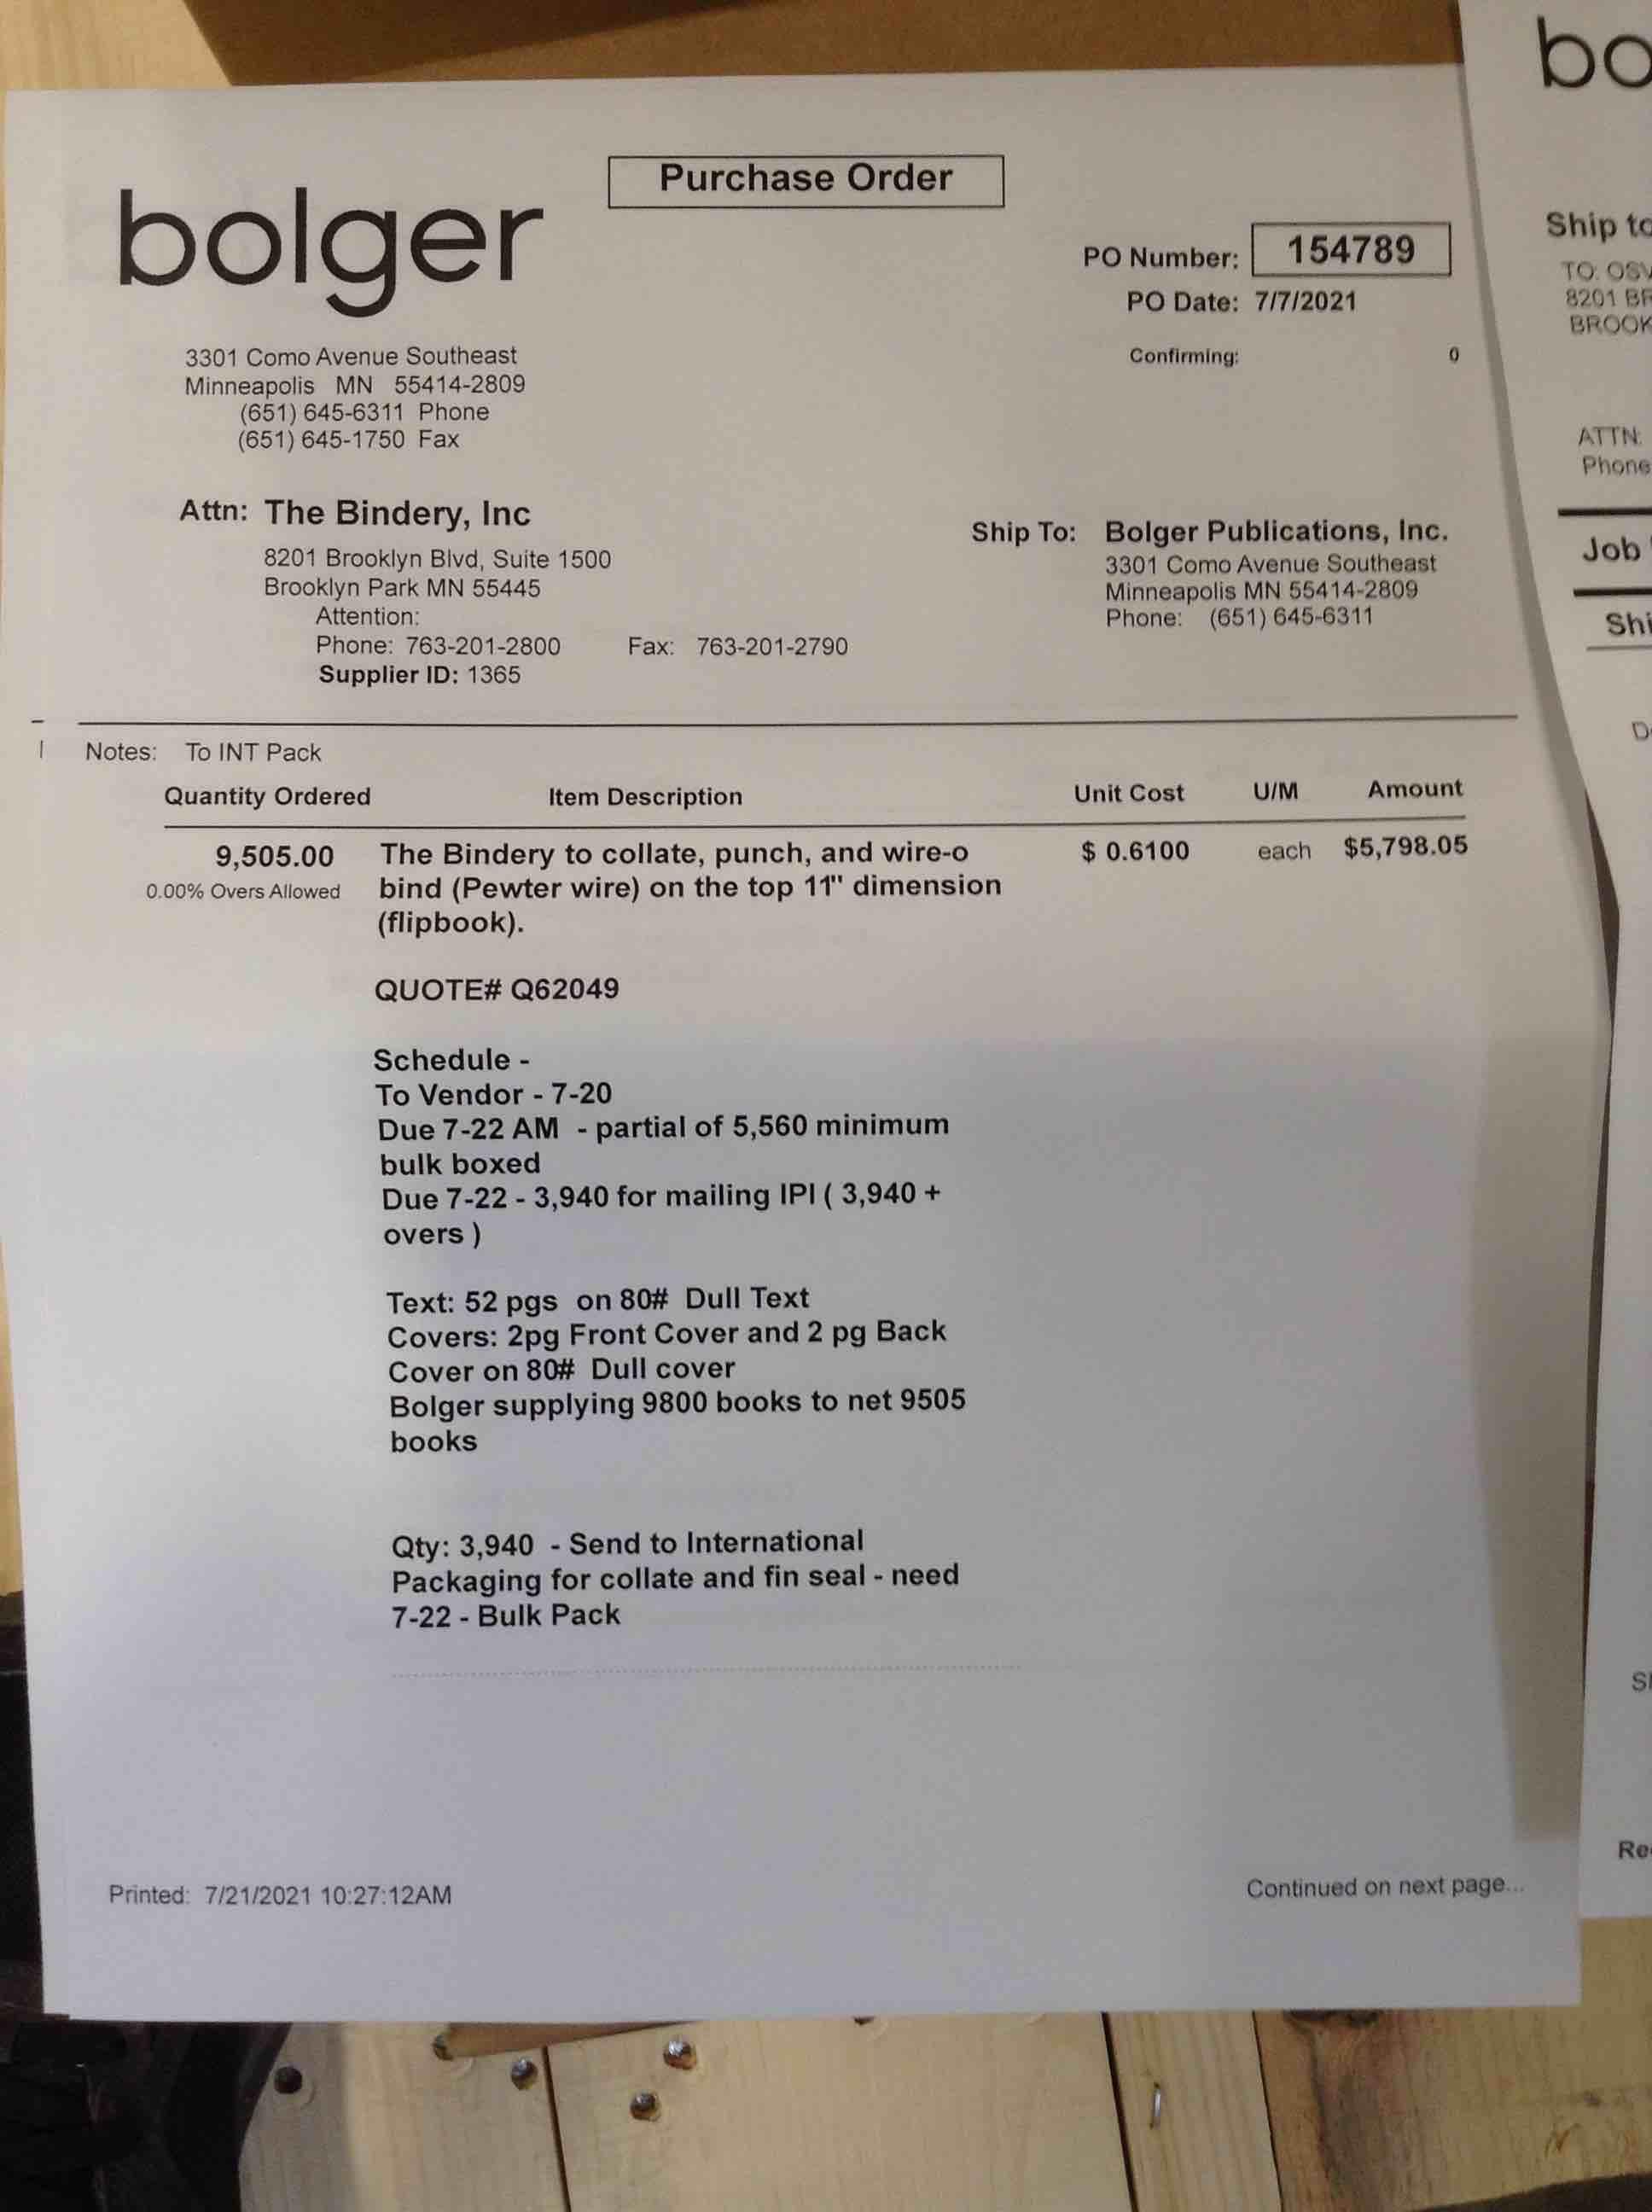 Purchase Order
bolger
PO Number: 154789
PO Date: 7/7/2021
Confirming: 0
3301 Como Avenue Southeast
Minneapolis MN 55414-2809
(651) 645-6311 Phone
(651) 645-1750 Fax
Attn: The Bindery, Inc
8201 Brooklyn Blvd, Suite 1500
Brooklyn Park MN 55445
Attention:
Phone: 763-201-2800 Fax: 763-201-2790
Supplier ID: 1365
Ship To: Bolger Publications, Inc.
3301 Como Avenue Southeast
Minneapolis MN 55414-2809
Phone: (651) 645-6311
Notes: To INT Pack
Quantity Ordered Item Description Unit Cost U/M Amount
9,505.00 The Bindery to collate, punch, and wire-o $ 0.6100 each $5,798.05
0.00% Overs Allowed bind (Pewter wire) on the top 11" dimension
(flipbook).
QUOTE# Q62049
Schedule -
To Vendor - 7-20
Due 7-22 AM - partial of 5,560 minimum
bulk boxed
Due 7-22 - 3,940 for mailing IPI ( 3,940 +
overs )
Text: 52 pgs on 80# Dull Text
Covers: 2pg Front Cover and 2 pg Back
Cover on 80# Dull cover
Bolger supplying 9800 books to net 9505
books
Qty: 3,940 - Send to International
Packaging for collate and fin seal - need
7-22 - Bulk Pack
Printed: 7/21/2021 10:27:12AM
Continued on next page...
bo
Ship to
TO: OSV
8201 BR
BROOK
ATTN:
Phone
Job
Shi